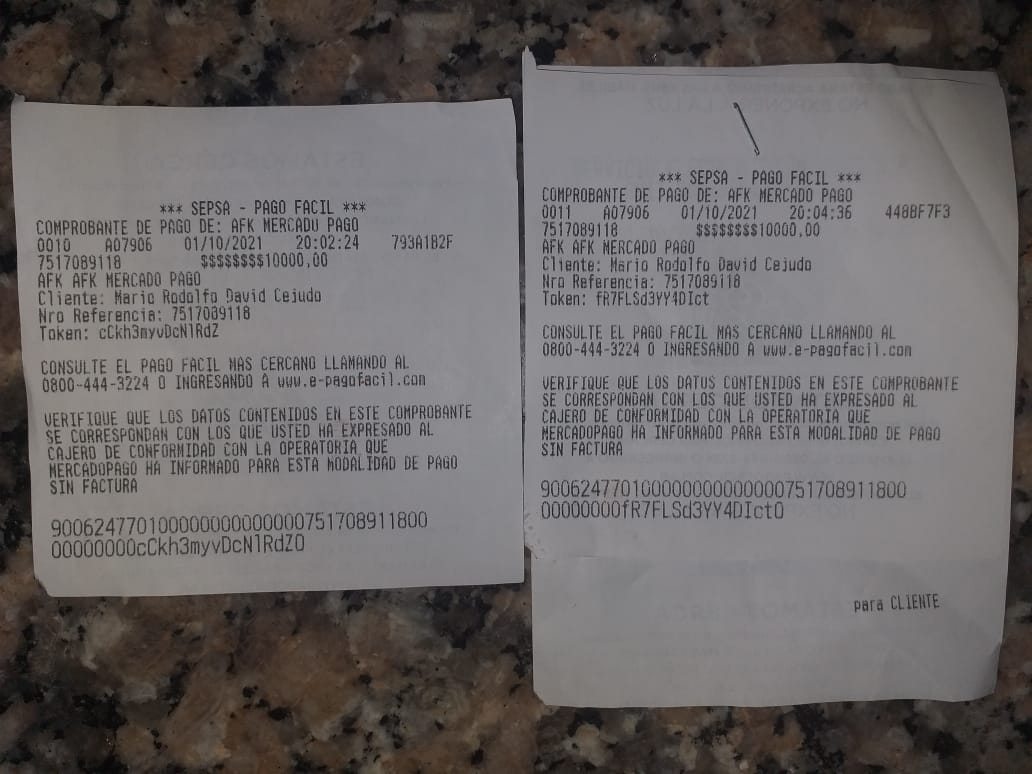 *** SEPSA - PAGO FACIL ***
COMPROBANTE DE PAGO DE: AFK MERCADO PAGO
0010 A07906 01/10/2021 20:02:24 793A1B2F
7517089118 $$$$$$$$10000,00
AFK AFK MERCADO PAGO
Cliente: Mario Rodolfo David Cejudo
Nro Referencia: 7517089118
Token: cCkh3myvDcN1RdZ
CONSULTE EL PAGO FACIL MAS CERCANO LLAMANDO AL
0800-444-3224 O INGRESANDO A www.e-pagofacil.com
VERIFIQUE QUE LOS DATOS CONTENIDOS EN ESTE COMPROBANTE
SE CORRESPONDAN CON LOS QUE USTED HA EXPRESADO AL
CAJERO DE CONFORMIDAD CON LA OPERATORIA QUE
MERCADOPAGO HA INFORMADO PARA ESTA MODALIDAD DE PAGO
SIN FACTURA
900624770100000000000000751708911800
00000000cCkh3myvDcN1RdZ0
*** SEPSA - PAGO FACIL ***
COMPROBANTE DE PAGO DE: AFK MERCADO PAGO
0011 A07906 01/10/2021 20:04:36 448BF7F3
7517089118 $$$$$$$$10000,00
AFK AFK MERCADO PAGO
Cliente: Mario Rodolfo David Cejudo
Nro Referencia: 7517089118
Token: fR7FLSd3YY4DIct
CONSULTE EL PAGO FACIL MAS CERCANO LLAMANDO AL
0800-444-3224 O INGRESANDO A www.e-pagofacil.com
VERIFIQUE QUE LOS DATOS CONTENIDOS EN ESTE COMPROBANTE
SE CORRESPONDAN CON LOS QUE USTED HA EXPRESADO AL
CAJERO DE CONFORMIDAD CON LA OPERATORIA QUE
MERCADOPAGO HA INFORMADO PARA ESTA MODALIDAD DE PAGO
SIN FACTURA
900624770100000000000000751708911800
00000000fR7FLSd3YY4DIct0
para CLIENTE